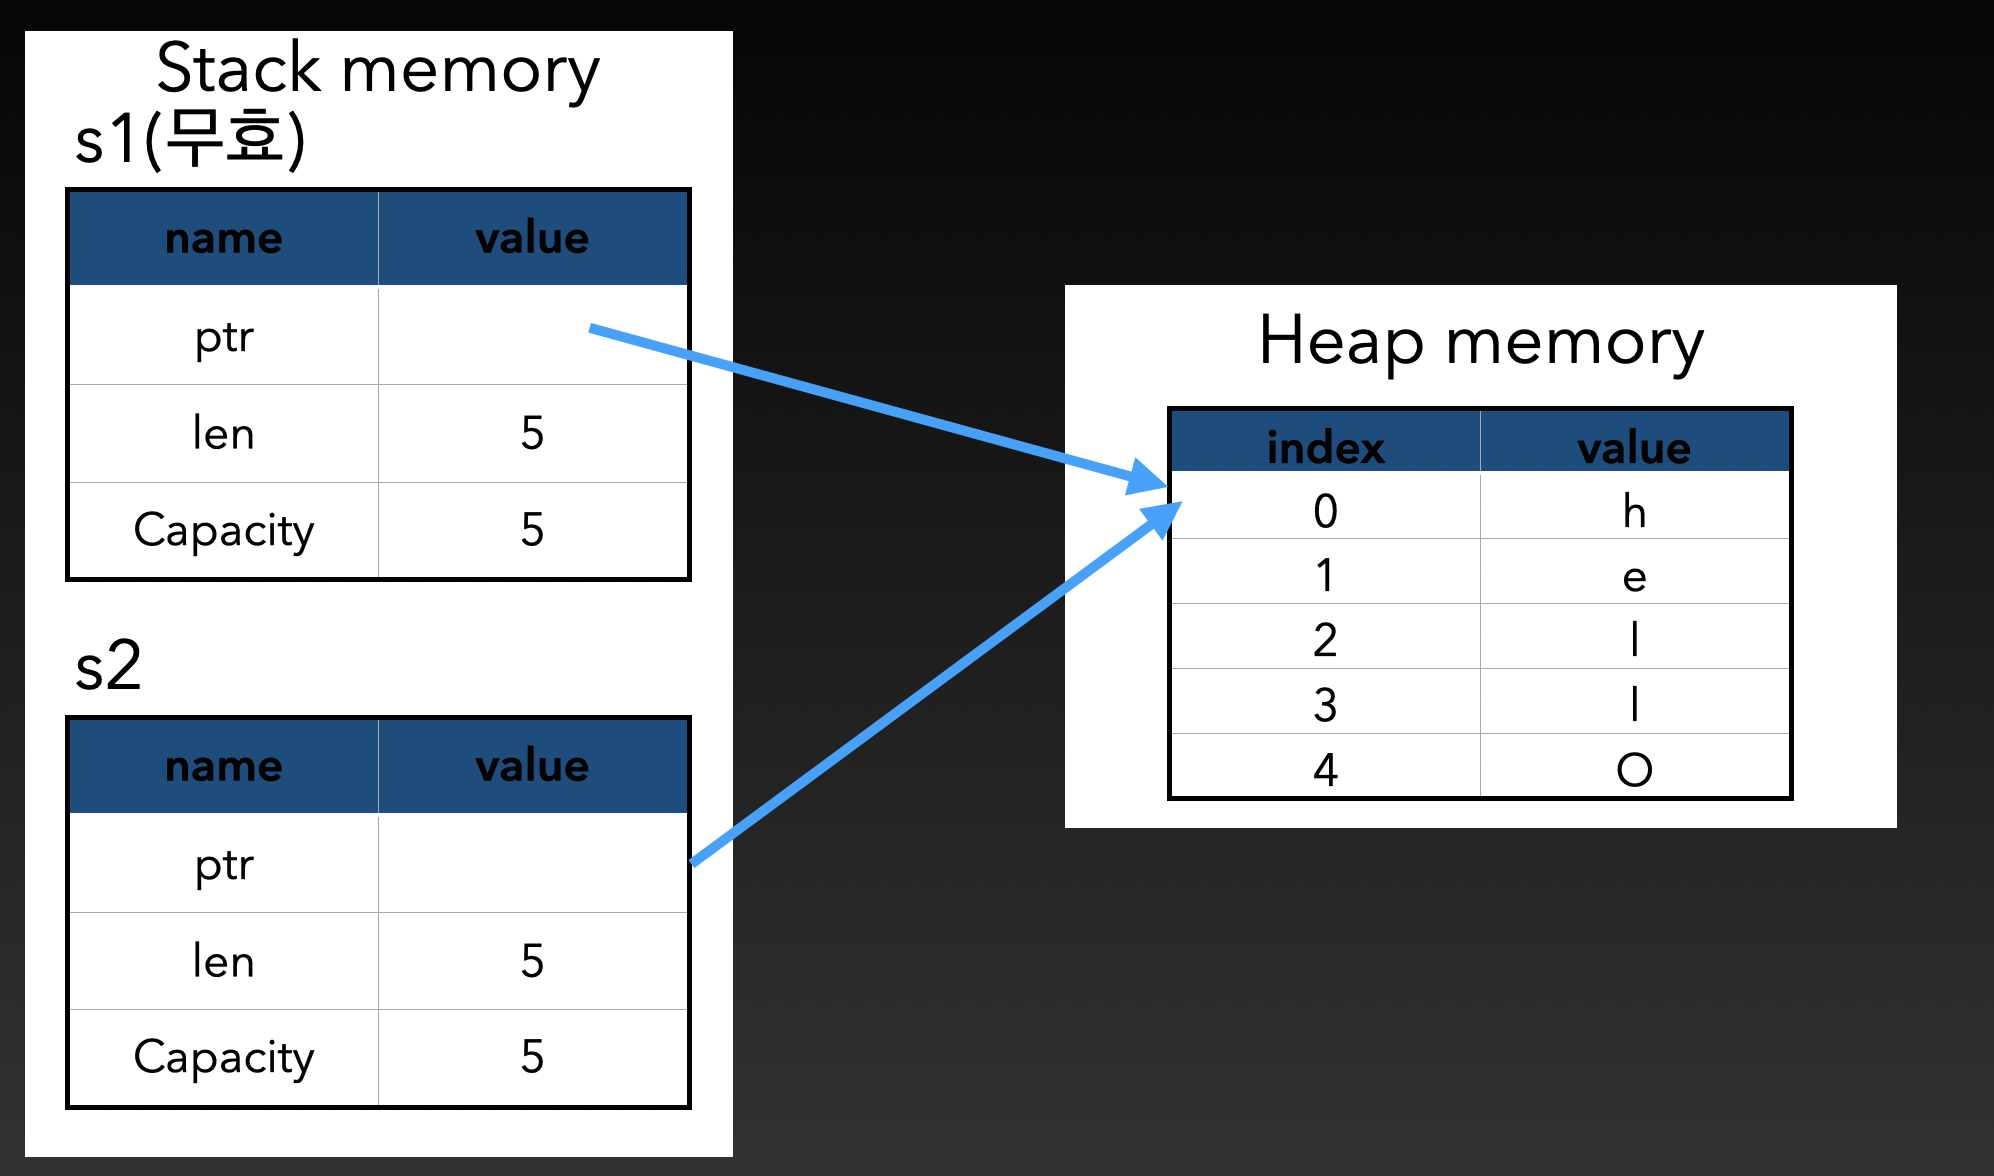 Stack memory
s1(무효)
name value
ptr
len 5
Capacity 5
s2
name value
ptr
len 5
Capacity 5
Heap memory
index value
0 h
1 e
2 l
3 l
4 O